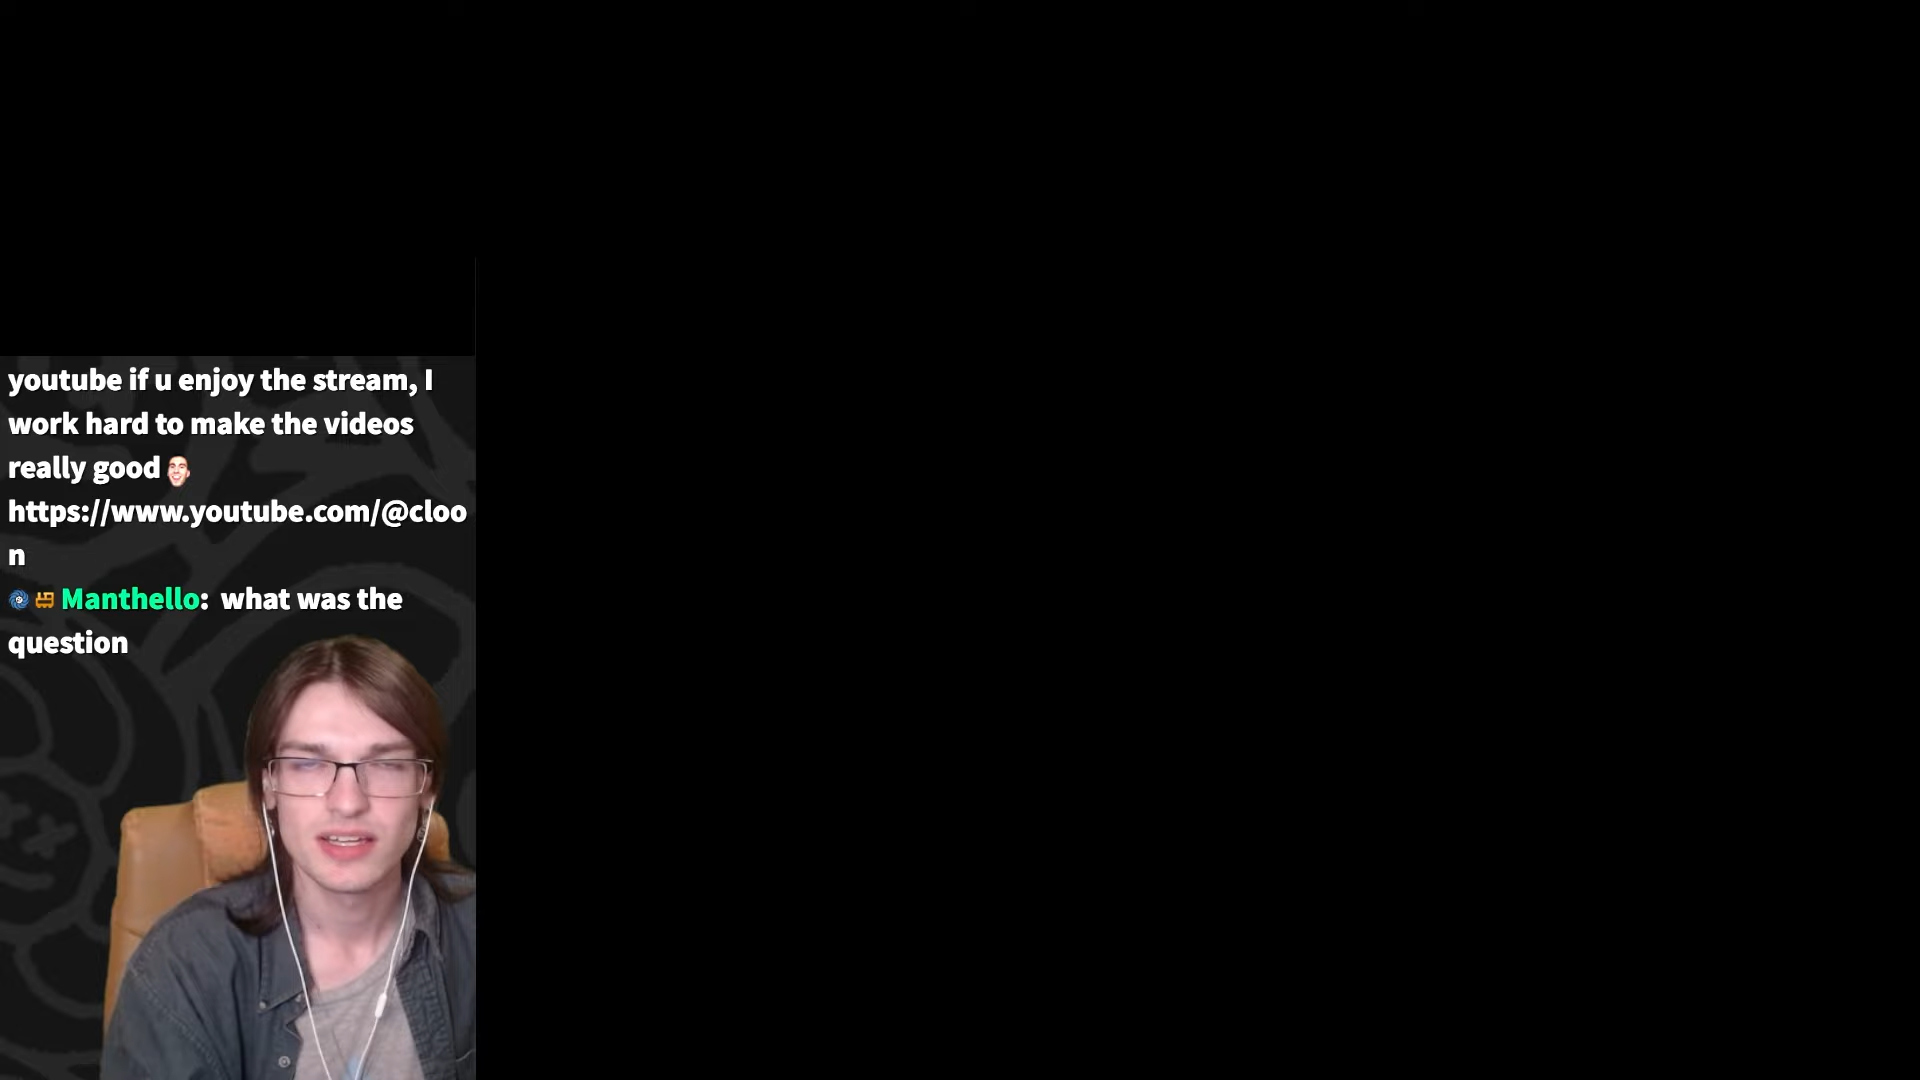 youtube if u enjoy the stream, I
work hard to make the videos
really good
https://www.youtube.com/@cloo
n
Manthello: what was the
question